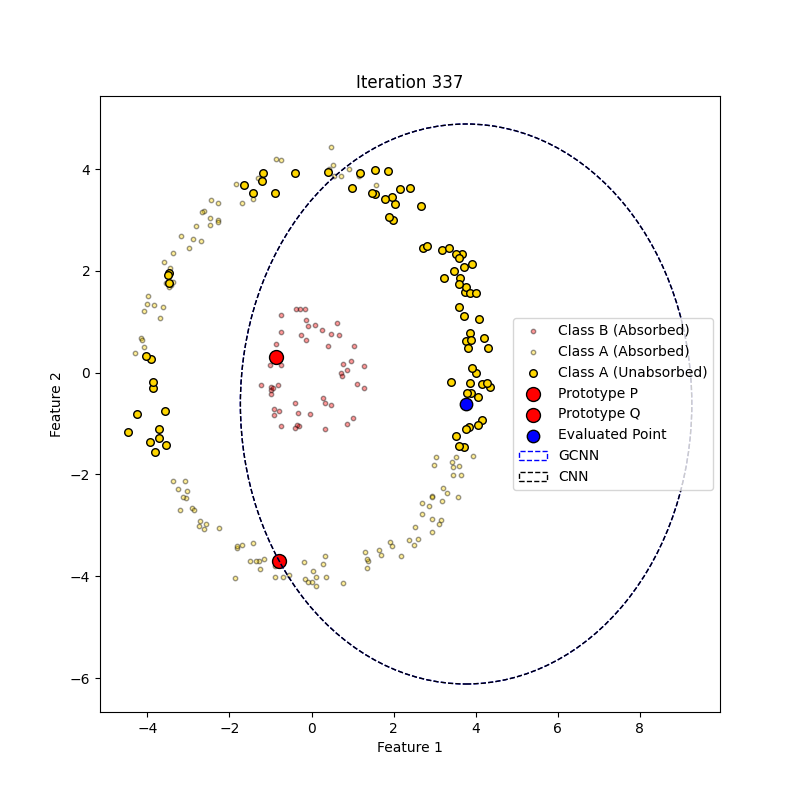 Iteration 337
Feature 2
4
2
0
−2
−4
−6
Class B (Absorbed)
Class A (Absorbed)
Class A (Unabsorbed)
Prototype P
Prototype Q
Evaluated Point
GCNN
CNN
−4 −2 0 2 4 6 8
Feature 1